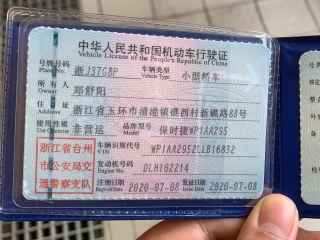 中华人民共和国机动车行驶证
Vehicle License of the People's Republic of China
号牌号码 Plate No. 浙J37G8P 车辆类型 Vehicle Type 小型轿车
所有人 Owner 郑舒阳
住址 Address 浙江省玉环市清港镇樵西村新樵路88号
使用性质 Use Character 非营运 品牌型号 Model 保时捷WP1AA295
浙江省台州市公安局交通警察支队
车辆识别代号 VIN WP1AA2952LLB16832
发动机号码 Engine No. DLH162214
注册日期 Register Date 2020-07-08 发证日期 Issue Date 2020-07-08